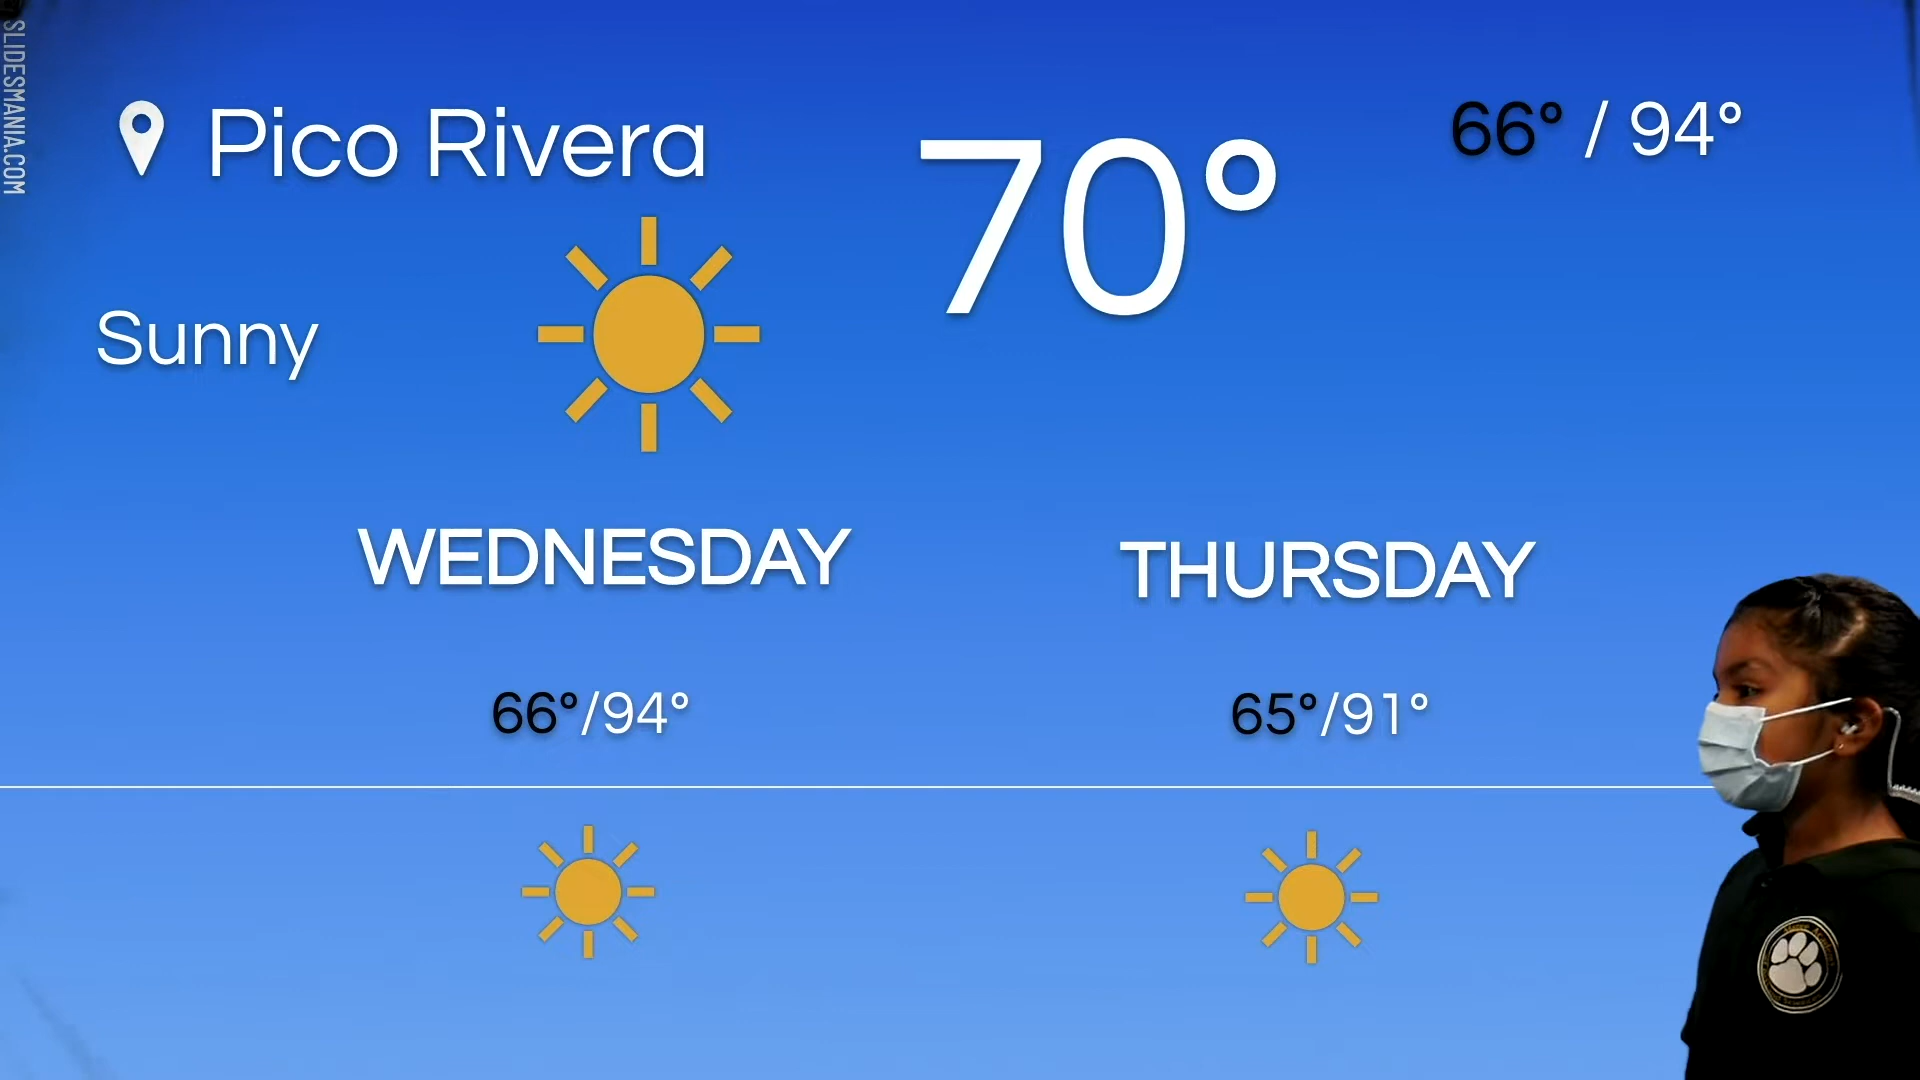 SLIDESMANIA.COM
Pico Rivera
70°
66° / 94°
Sunny
WEDNESDAY
THURSDAY
66°/94°
65°/91°